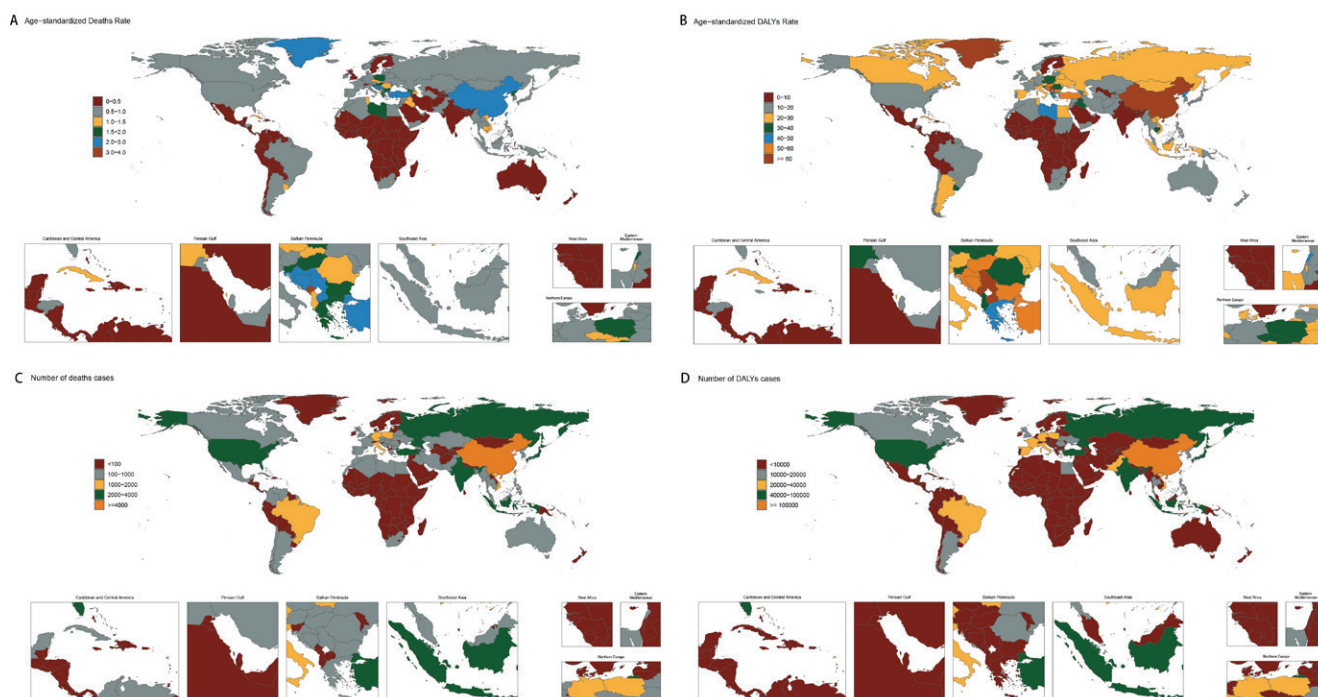 A Age-standardized Deaths Rate
0-0.5
0.5-1.0
1.0-1.5
1.5-2.0
2.0-3.0
3.0-4.0
Caribbean and Central America
Persian Gulf
Balkan Peninsula
Southeast Asia
West Africa
Eastern
Mediterranean
Northern Europe
B Age-standardized DALYs Rate
0-10
10-20
20-30
30-40
40-50
50-60
>= 60
Caribbean and Central America
Persian Gulf
Balkan Peninsula
Southeast Asia
West Africa
Eastern
Mediterranean
Northern Europe
C Number of deaths cases
<100
100-1000
1000-2000
2000-4000
>=4000
Caribbean and Central America
Persian Gulf
Balkan Peninsula
Southeast Asia
West Africa
Eastern
Mediterranean
Northern Europe
D Number of DALYs cases
<10000
10000-20000
20000-40000
40000-100000
>= 100000
Caribbean and Central America
Persian Gulf
Balkan Peninsula
Southeast Asia
West Africa
Eastern
Mediterranean
Northern Europe